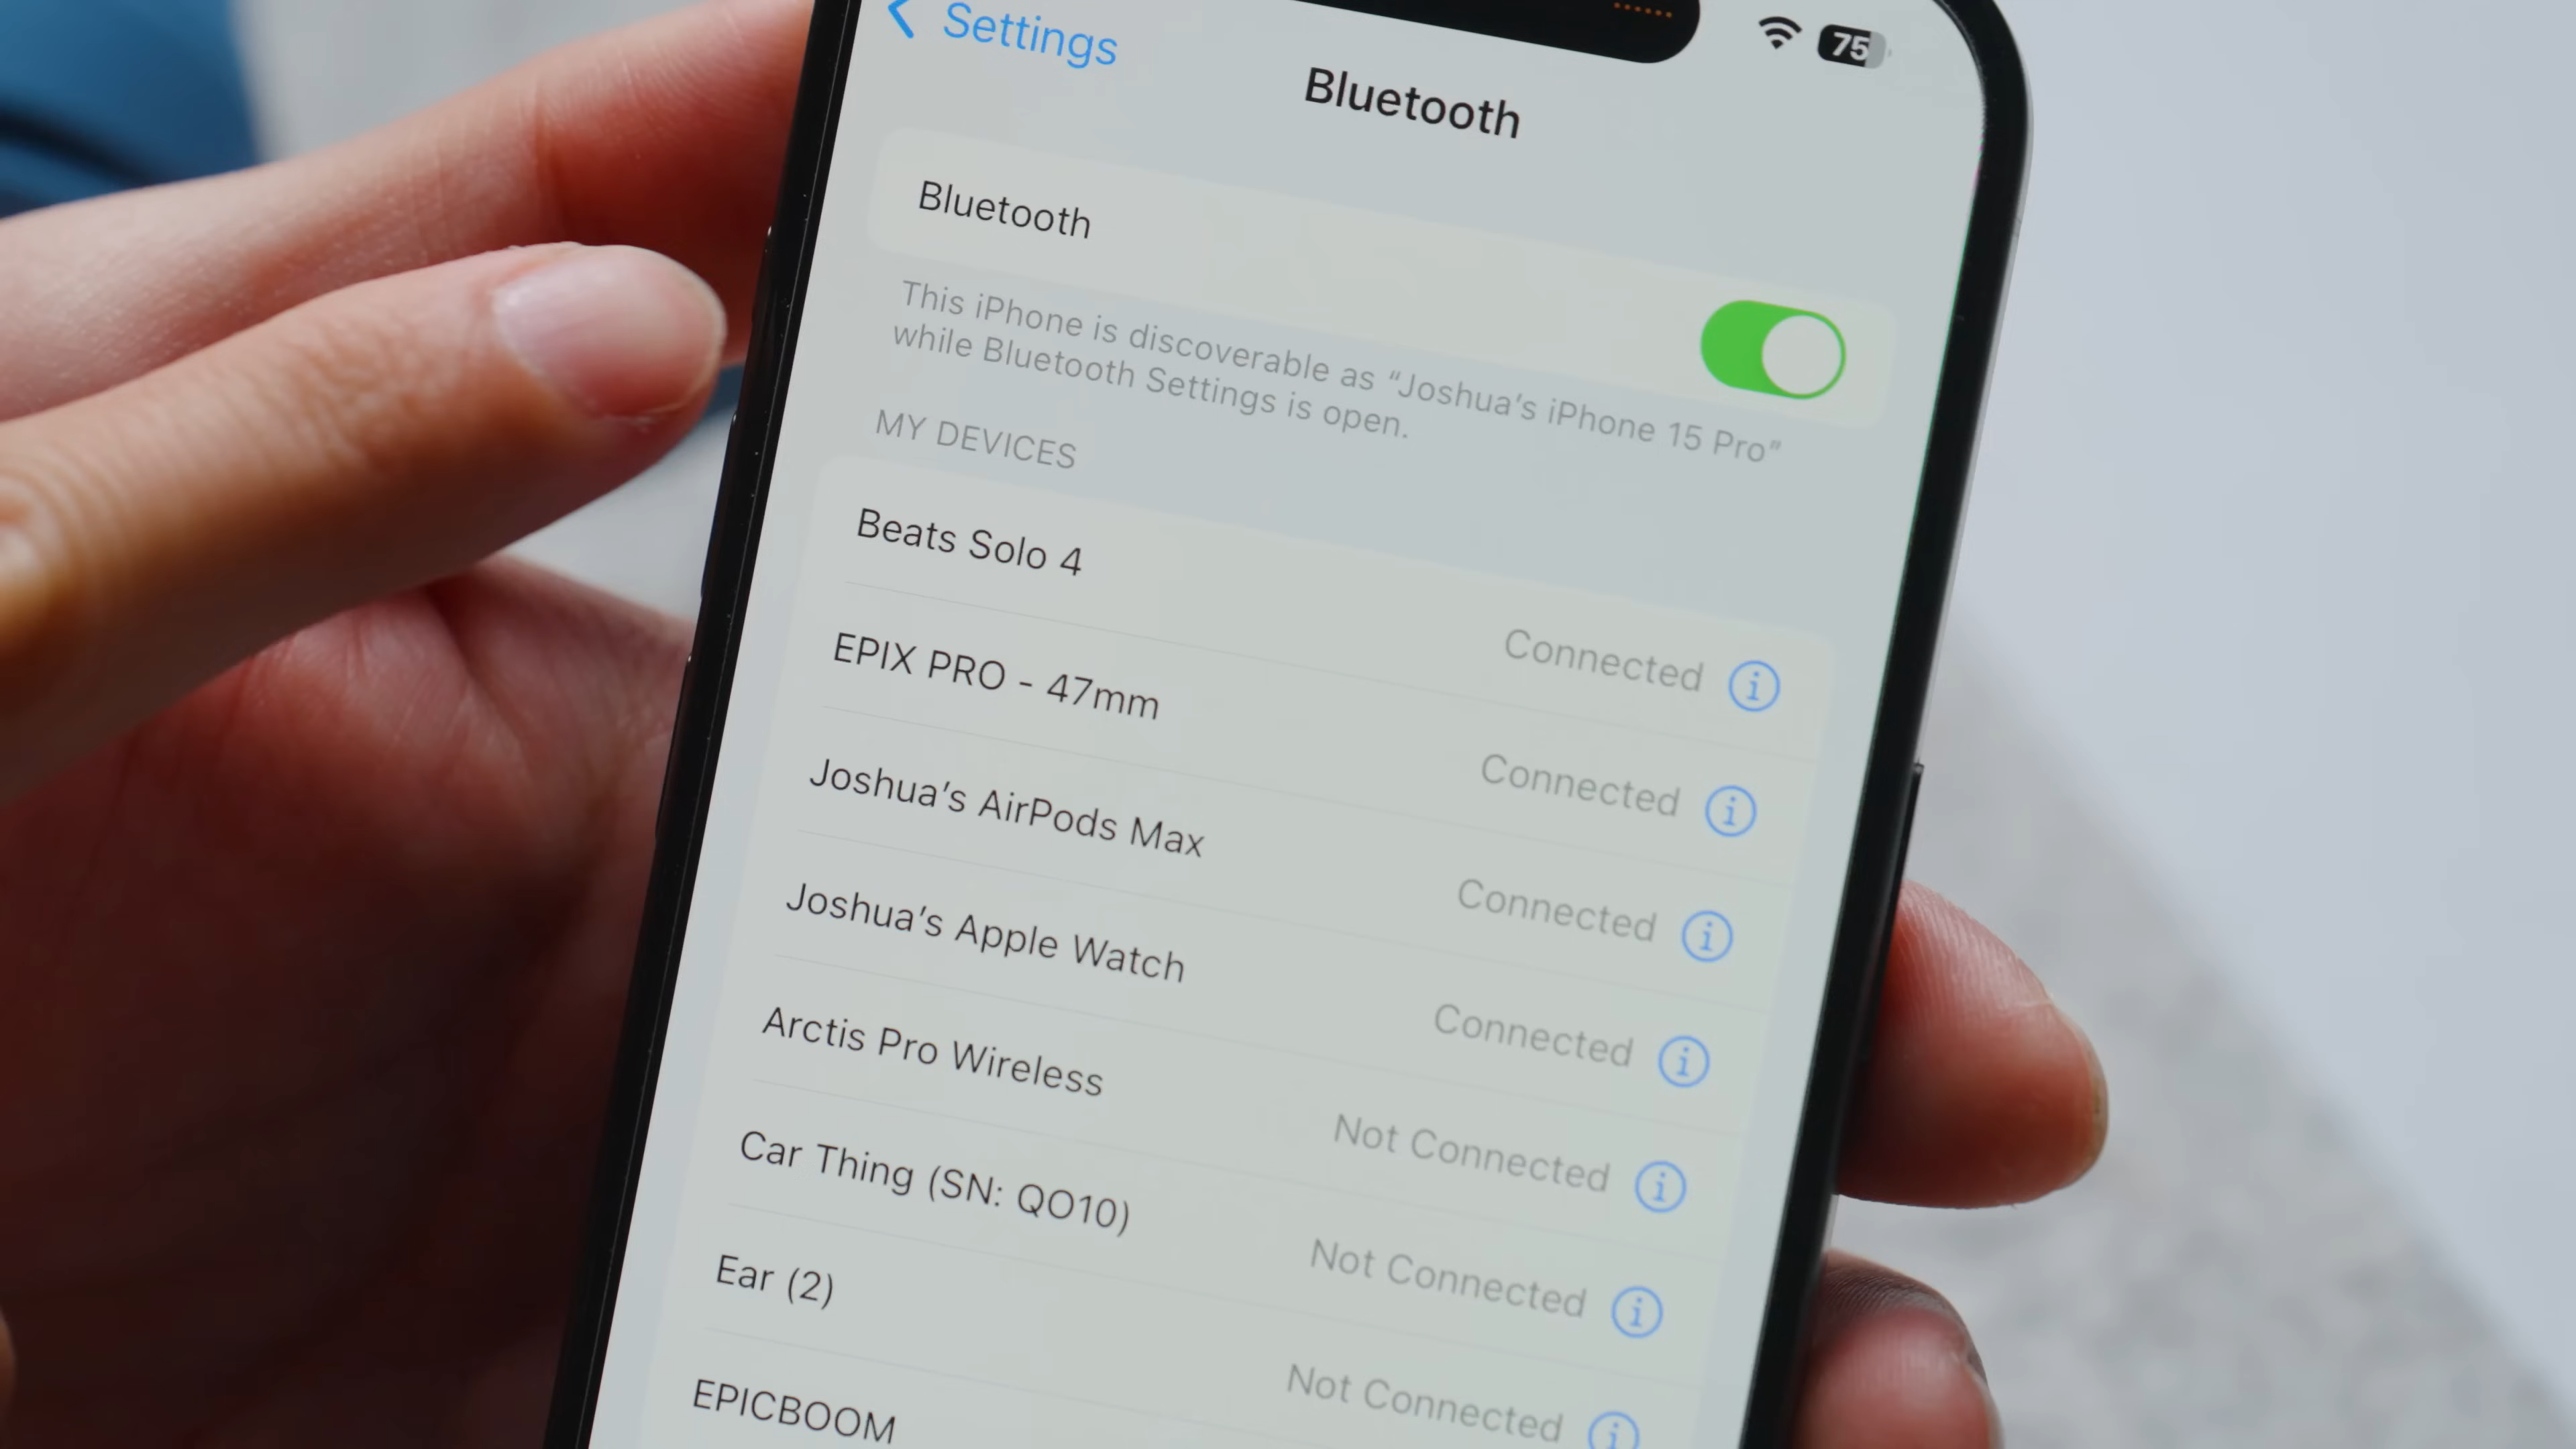 Settings
75
Bluetooth
Bluetooth
This iPhone is discoverable as “Joshua’s iPhone 15 Pro”
while Bluetooth Settings is open.
MY DEVICES
Beats Solo 4 Connected
EPIX PRO - 47mm Connected
Joshua’s AirPods Max Connected
Joshua’s Apple Watch Connected
Arctis Pro Wireless Not Connected
Car Thing (SN: QO10) Not Connected
Ear (2) Not Connected
EPICBOOM